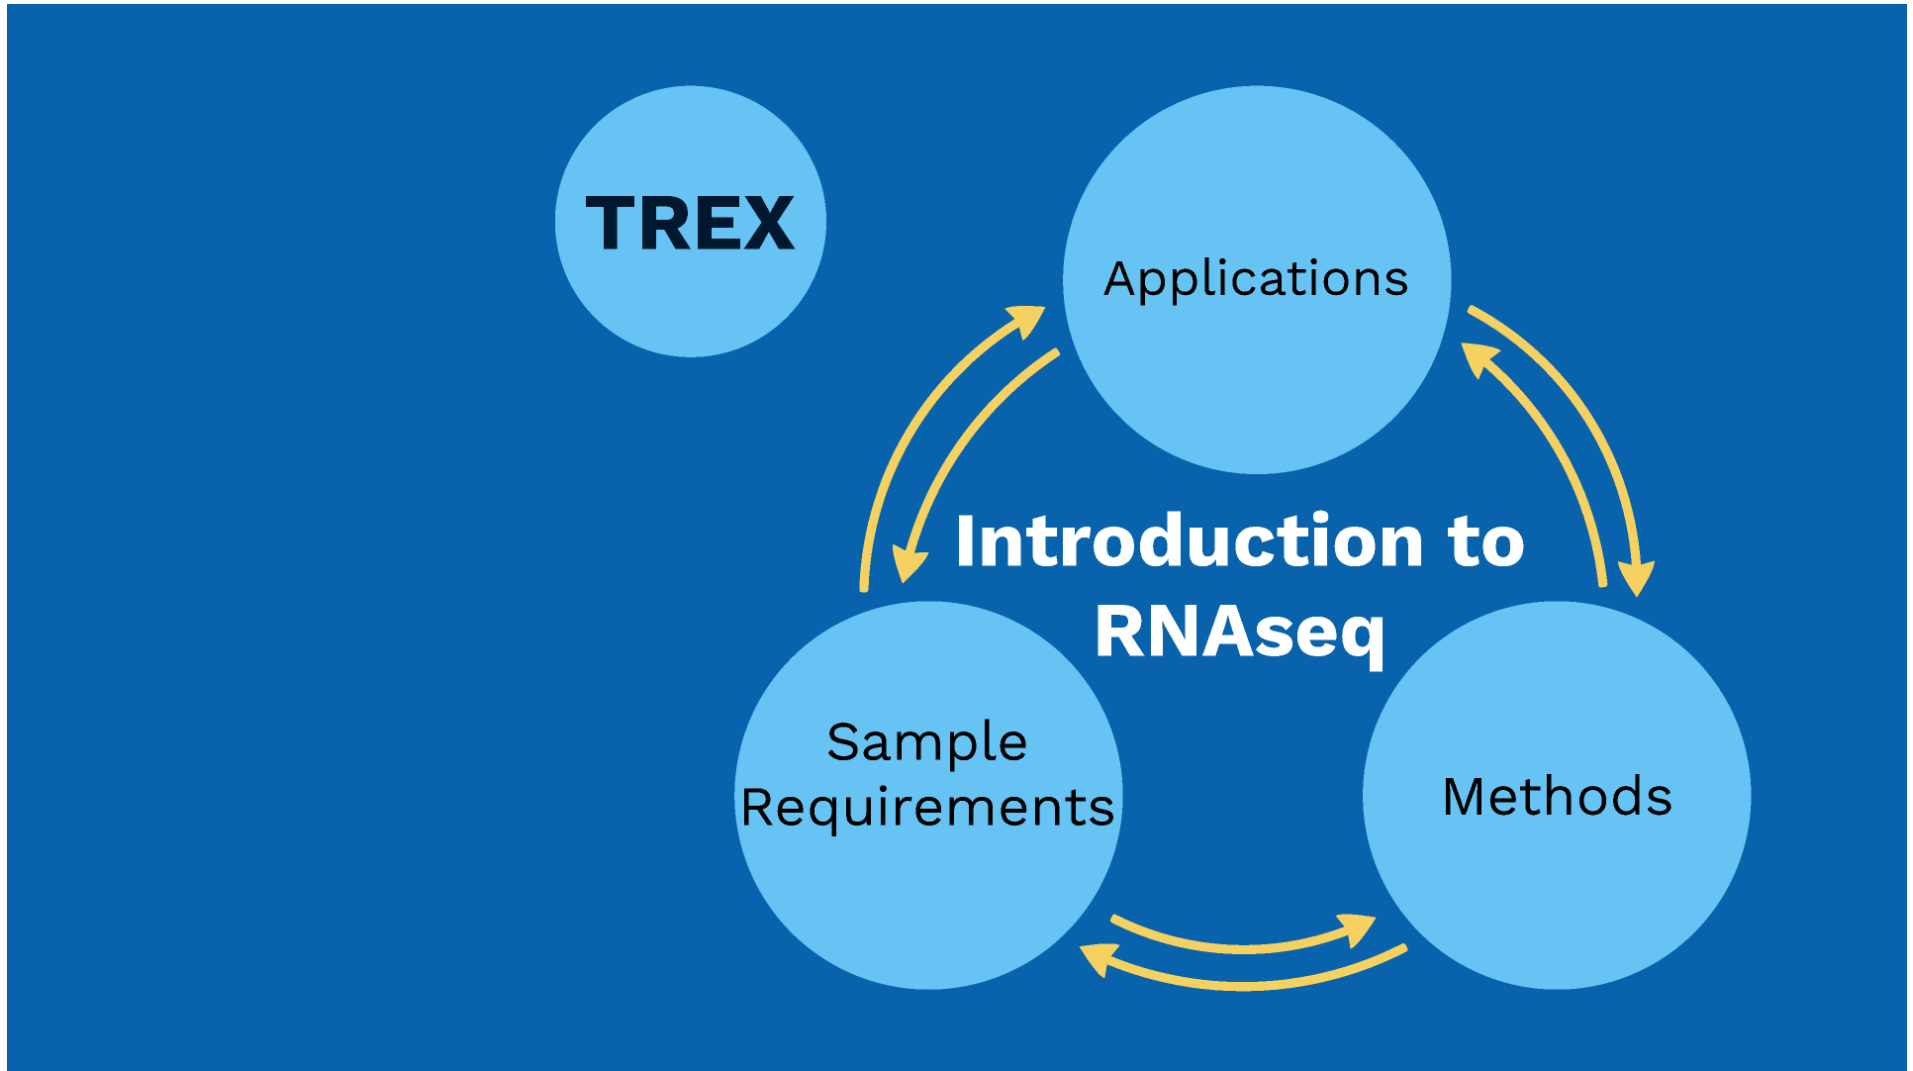 TREX
Applications
Introduction to
RNAseq
Sample
Requirements
Methods